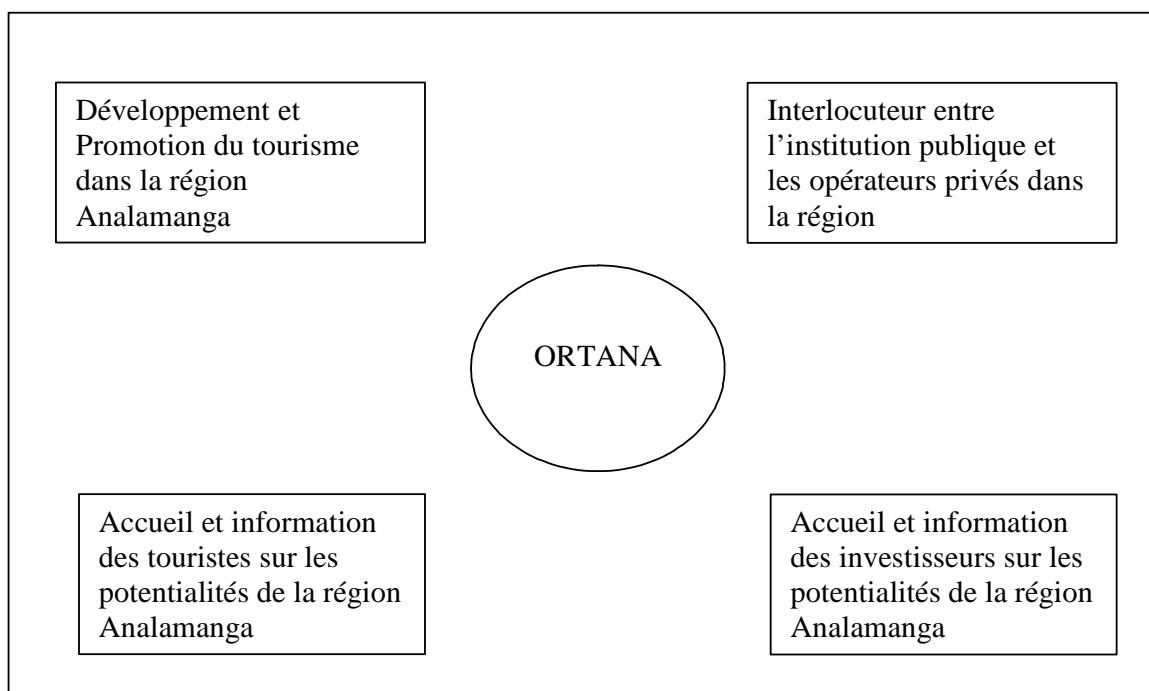 Développement et
Promotion du tourisme
dans la région
Analamanga
Interlocuteur entre
l’institution publique et
les opérateurs privés dans
la région
ORTANA
Accueil et information
des touristes sur les
potentialités de la région
Analamanga
Accueil et information
des investisseurs sur les
potentialités de la région
Analamanga